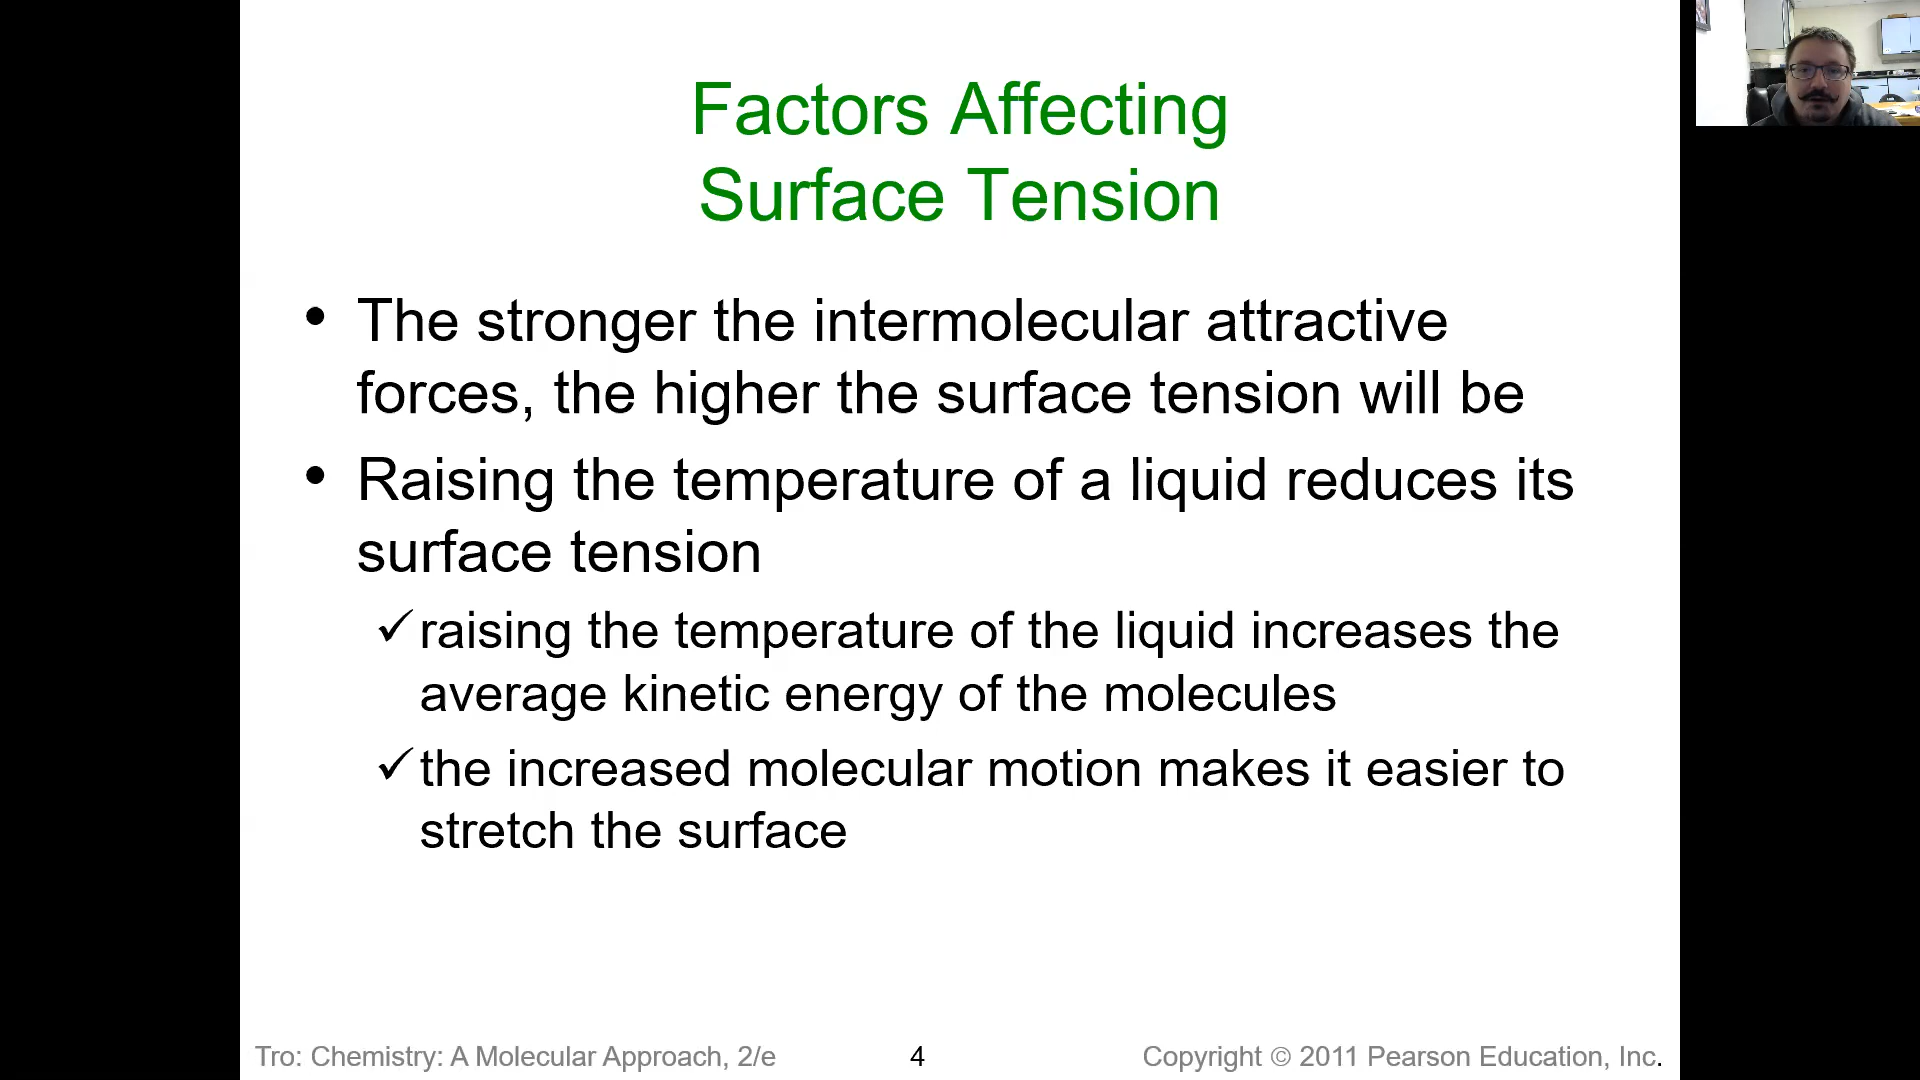 Factors Affecting
Surface Tension
• The stronger the intermolecular attractive
forces, the higher the surface tension will be
• Raising the temperature of a liquid reduces its
surface tension
✓raising the temperature of the liquid increases the
average kinetic energy of the molecules
✓the increased molecular motion makes it easier to
stretch the surface
Tro: Chemistry: A Molecular Approach, 2/e 4 Copyright © 2011 Pearson Education, Inc.